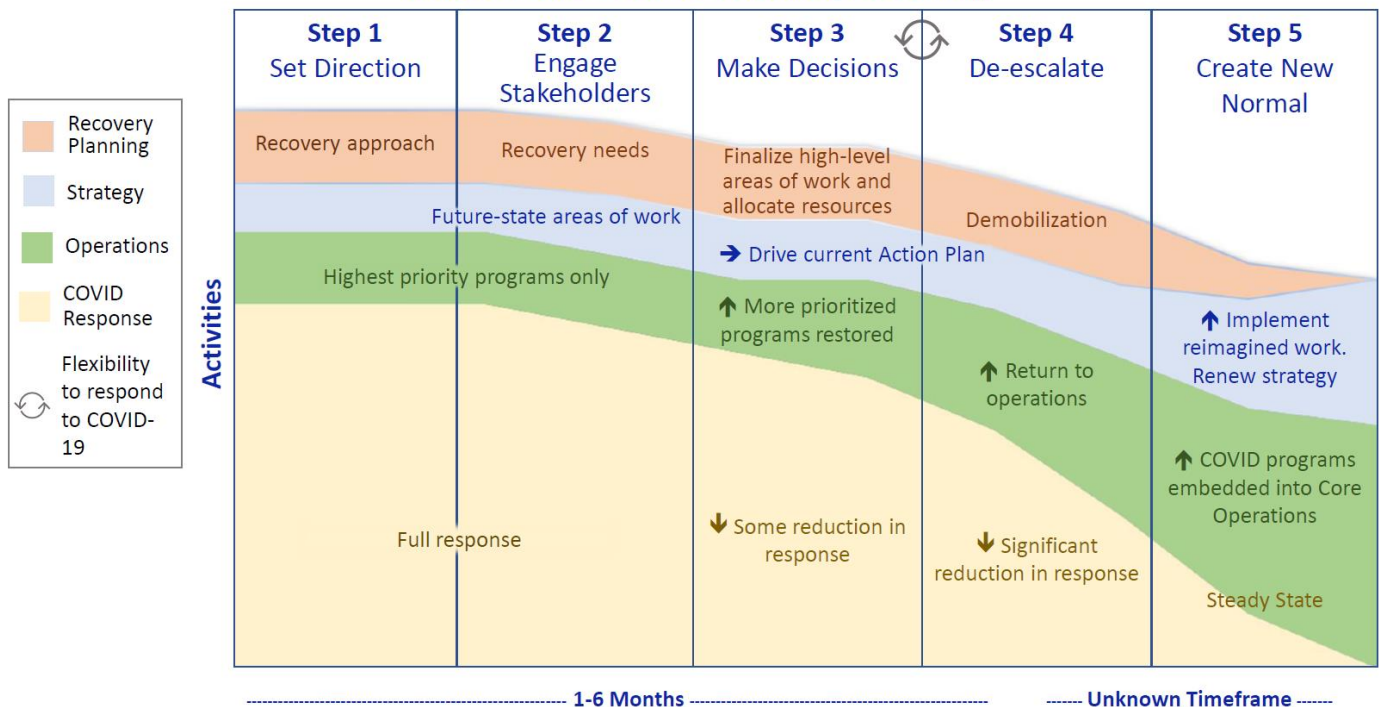 Step 1
Set Direction
Step 2
Engage
Stakeholders
Step 3
Make Decisions
Step 4
De-escalate
Step 5
Create New
Normal
Recovery
Planning
Strategy
Operations
COVID
Response
Flexibility
to respond
to COVID-
19
Activities
Recovery approach
Recovery needs
Finalize high-level
areas of work and
allocate resources
Demobilization
Future-state areas of work
➔ Drive current Action Plan
↑ Implement
reimagined work.
Renew strategy
Highest priority programs only
↑ More prioritized
programs restored
↑ Return to
operations
↑ COVID programs
embedded into Core
Operations
Full response
↓ Some reduction in
response
↓ Significant
reduction in response
Steady State
1-6 Months
Unknown Timeframe